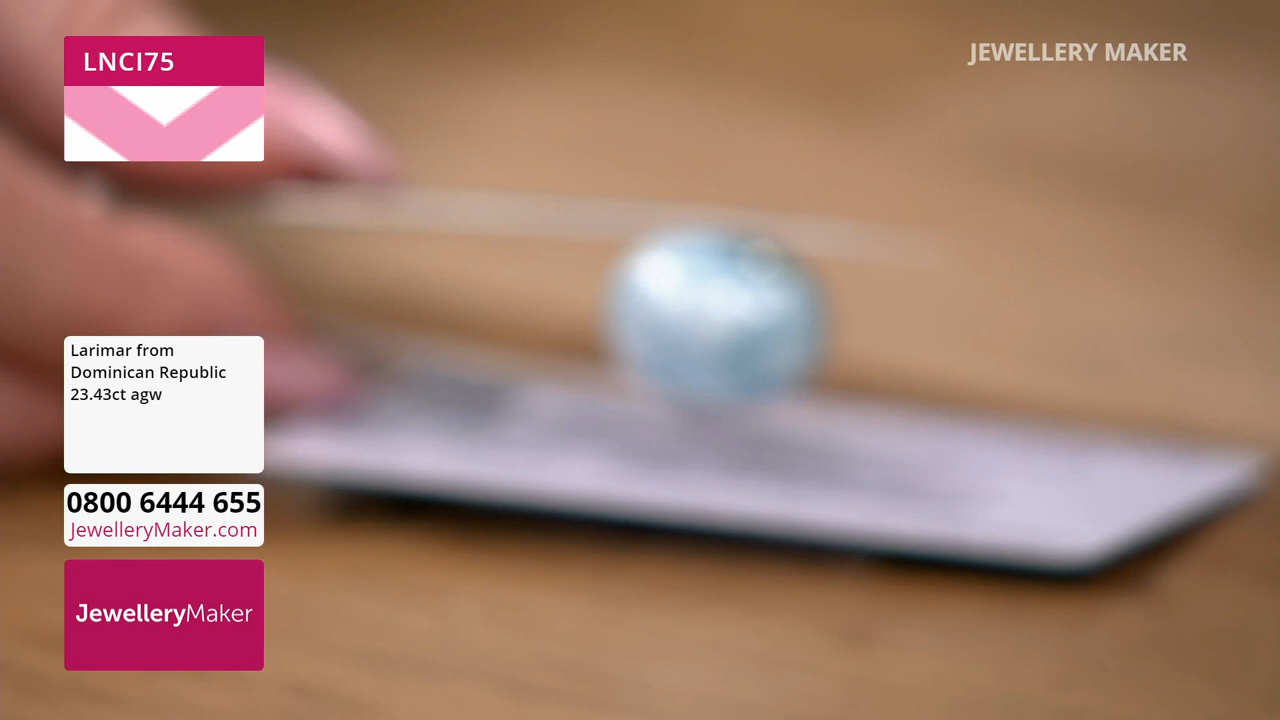 LNCI75
JEWELLERY MAKER
Larimar from
Dominican Republic
23.43ct agw
0800 6444 655
JewelleryMaker.com
JewelleryMaker